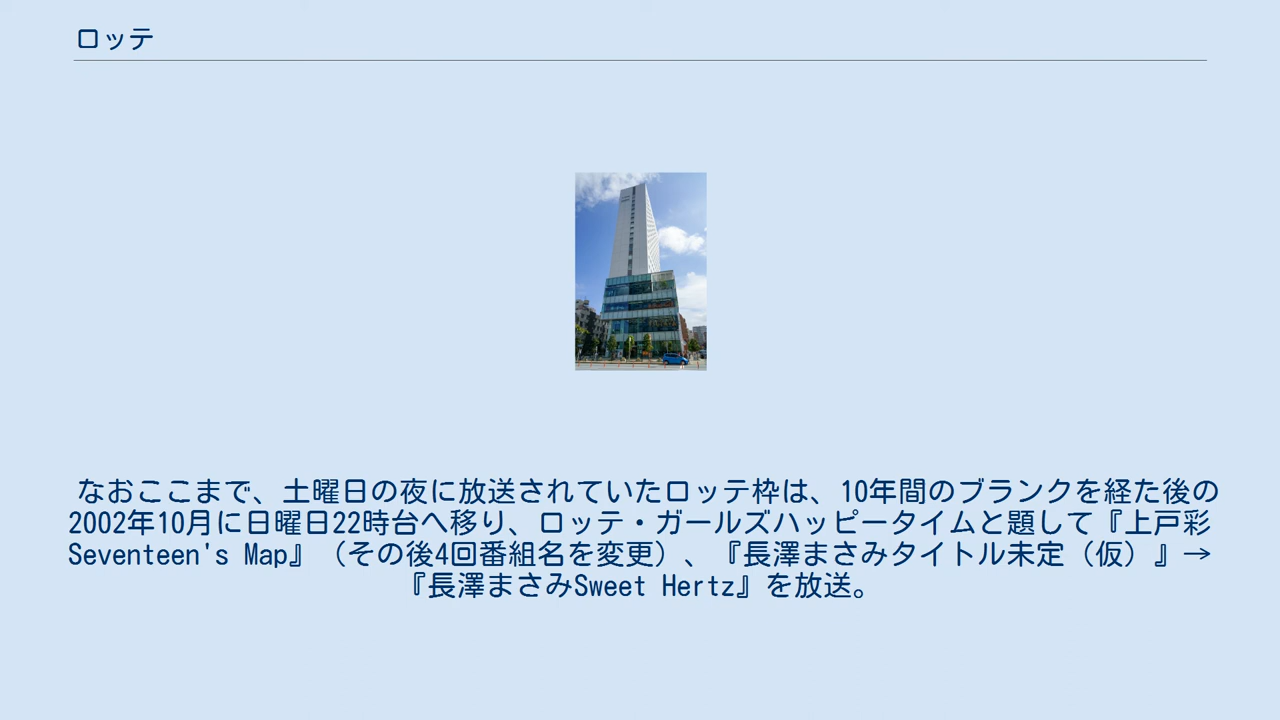 ロッテ
なおここまで、土曜日の夜に放送されていたロッテ枠は、10年間のブランクを経た後の
2002年10月に日曜日22時台へ移り、ロッテ・ガールズハッピータイムと題して『上戸彩
Seventeen's Map』（その後4回番組名を変更）、『長澤まさみタイトル未定（仮）』→
『長澤まさみSweet Hertz』を放送。